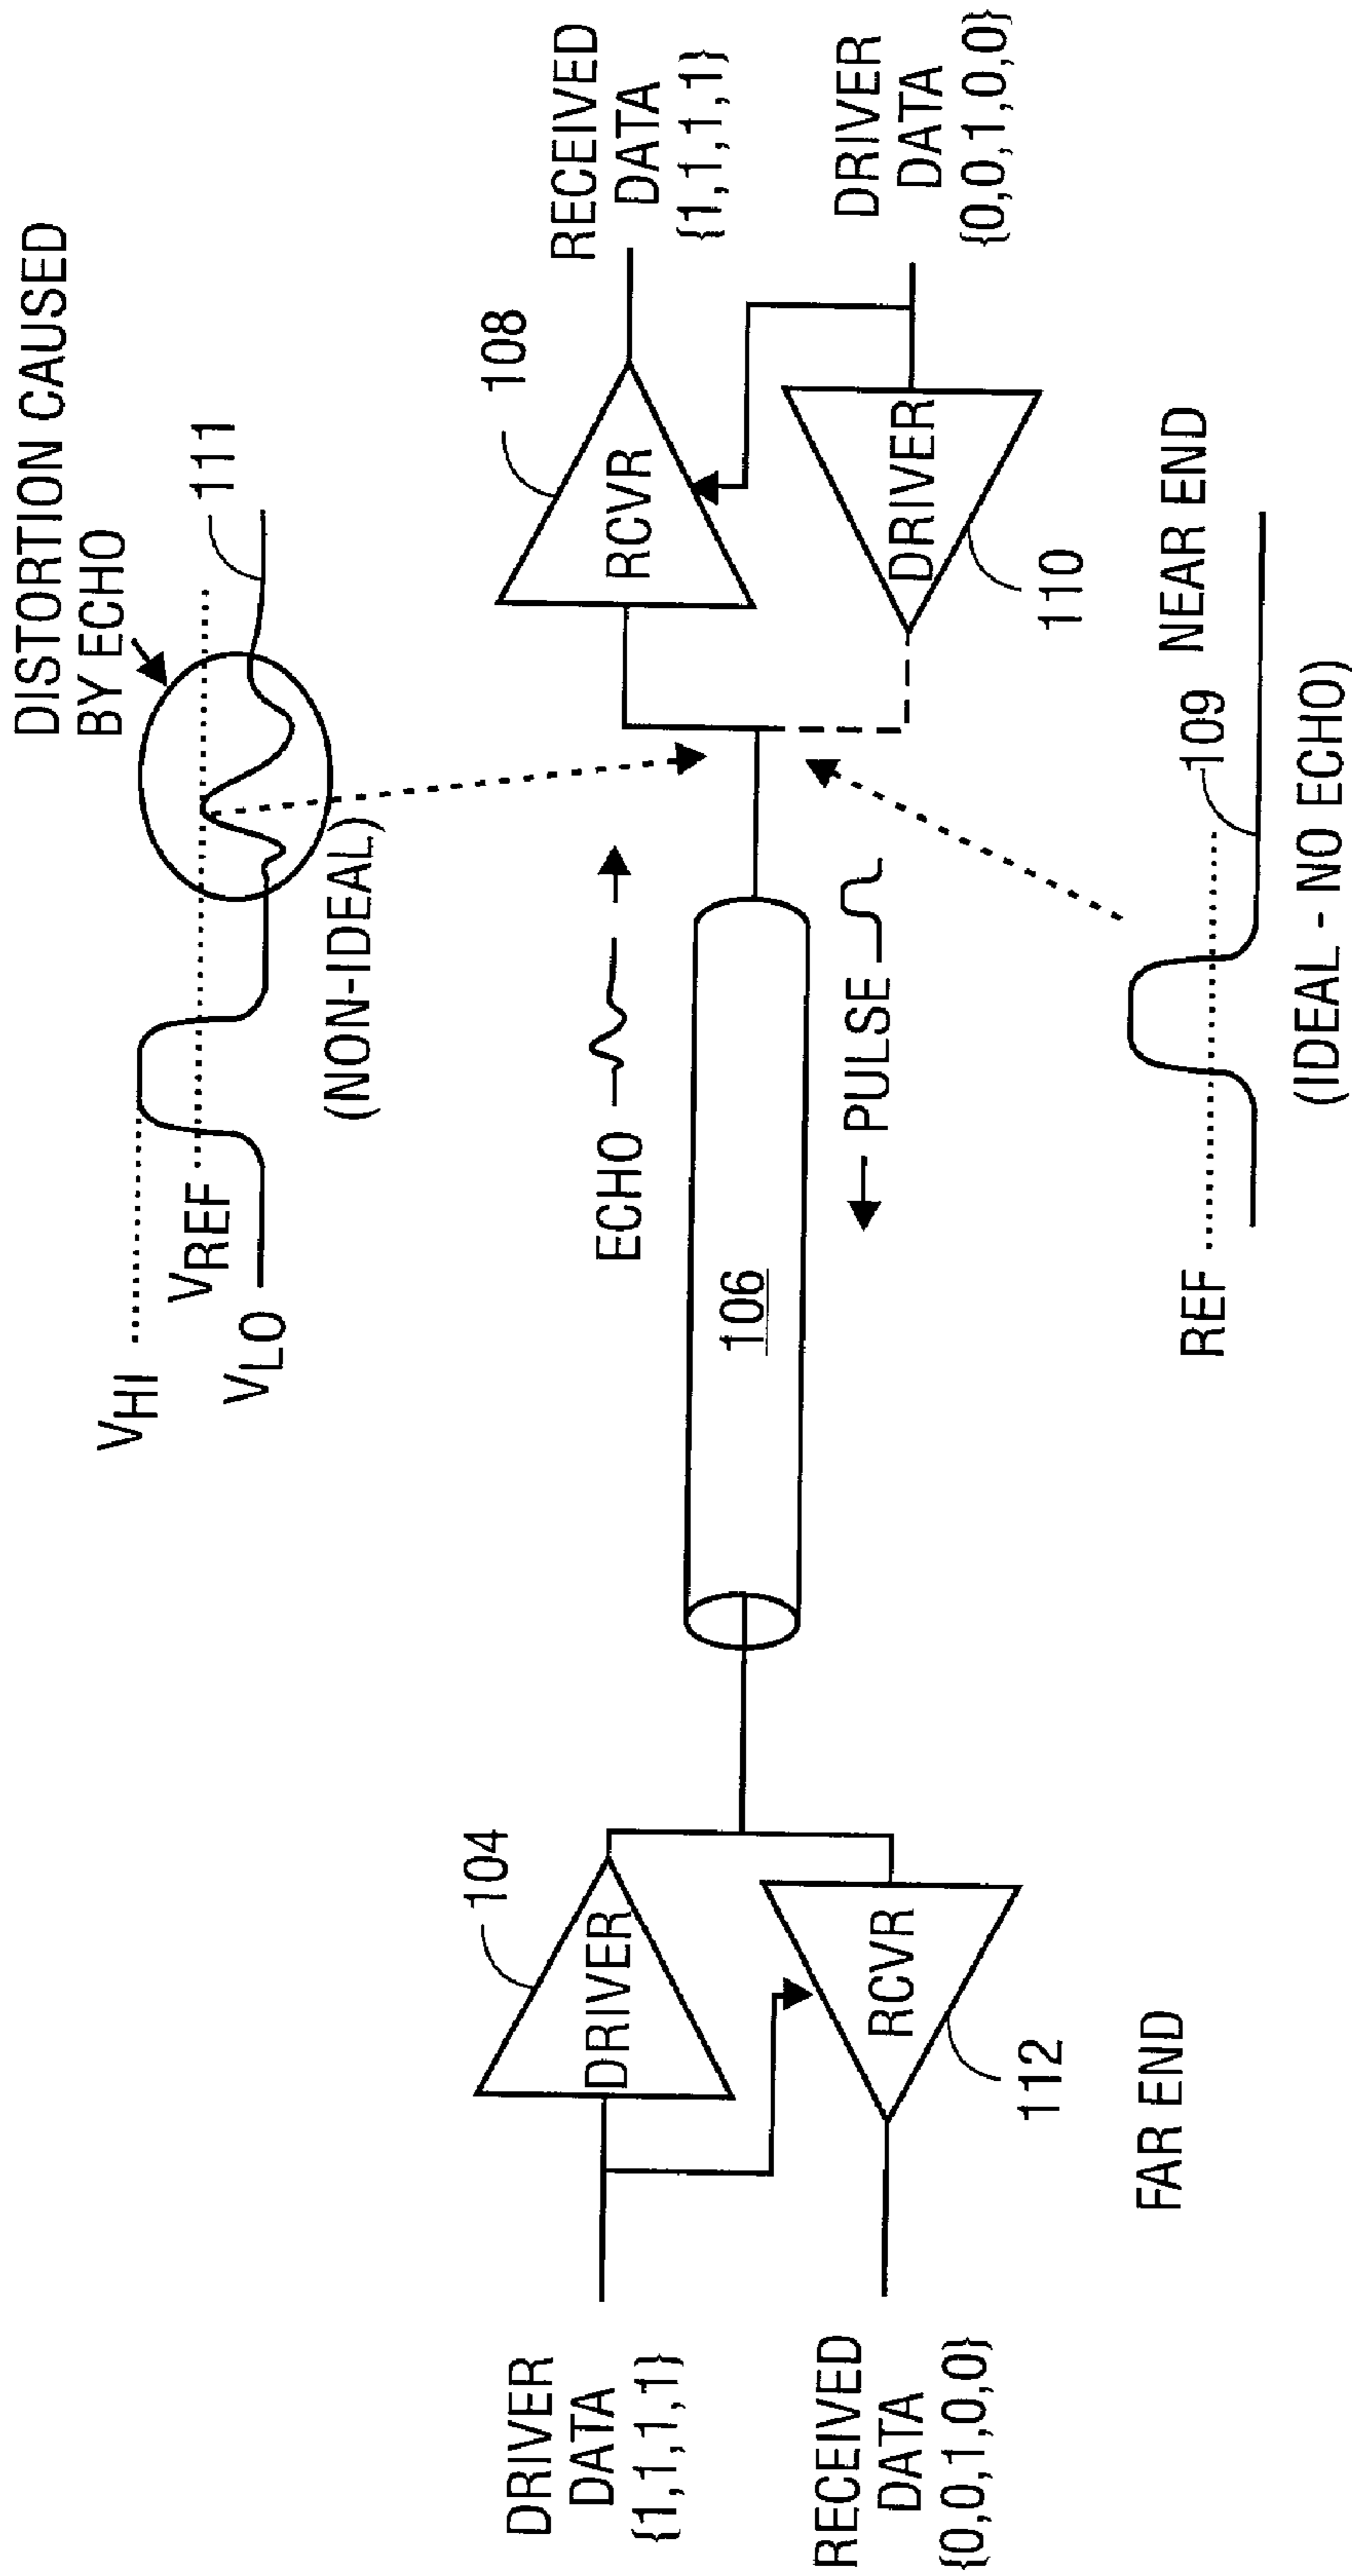 DISTORTION CAUSED
BY ECHO
111
VHI
VREF
VLO
(NON-IDEAL)
DRIVER
DATA
{1,1,1,1}
104
DRIVER
ECHO
108
RCVR
RECEIVED
DATA
{1,1,1,1}
106
RECEIVED
DATA
{0,0,1,0,0}
RCVR
112
PULSE
DRIVER
110
DRIVER
DATA
{0,0,1,0,0}
FAR END
REF
109
NEAR END
(IDEAL - NO ECHO)